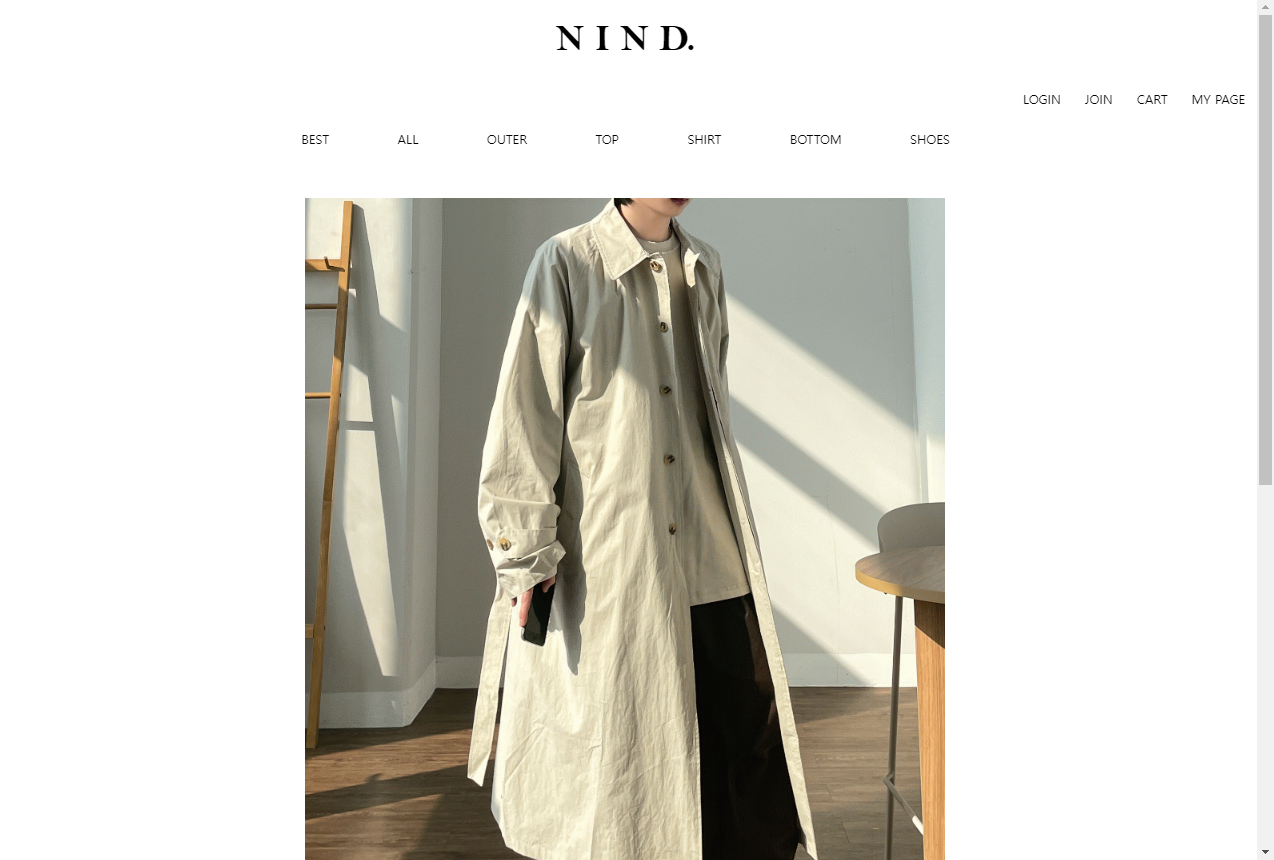 N I N D.
LOGIN JOIN CART MY PAGE
BEST ALL OUTER TOP SHIRT BOTTOM SHOES